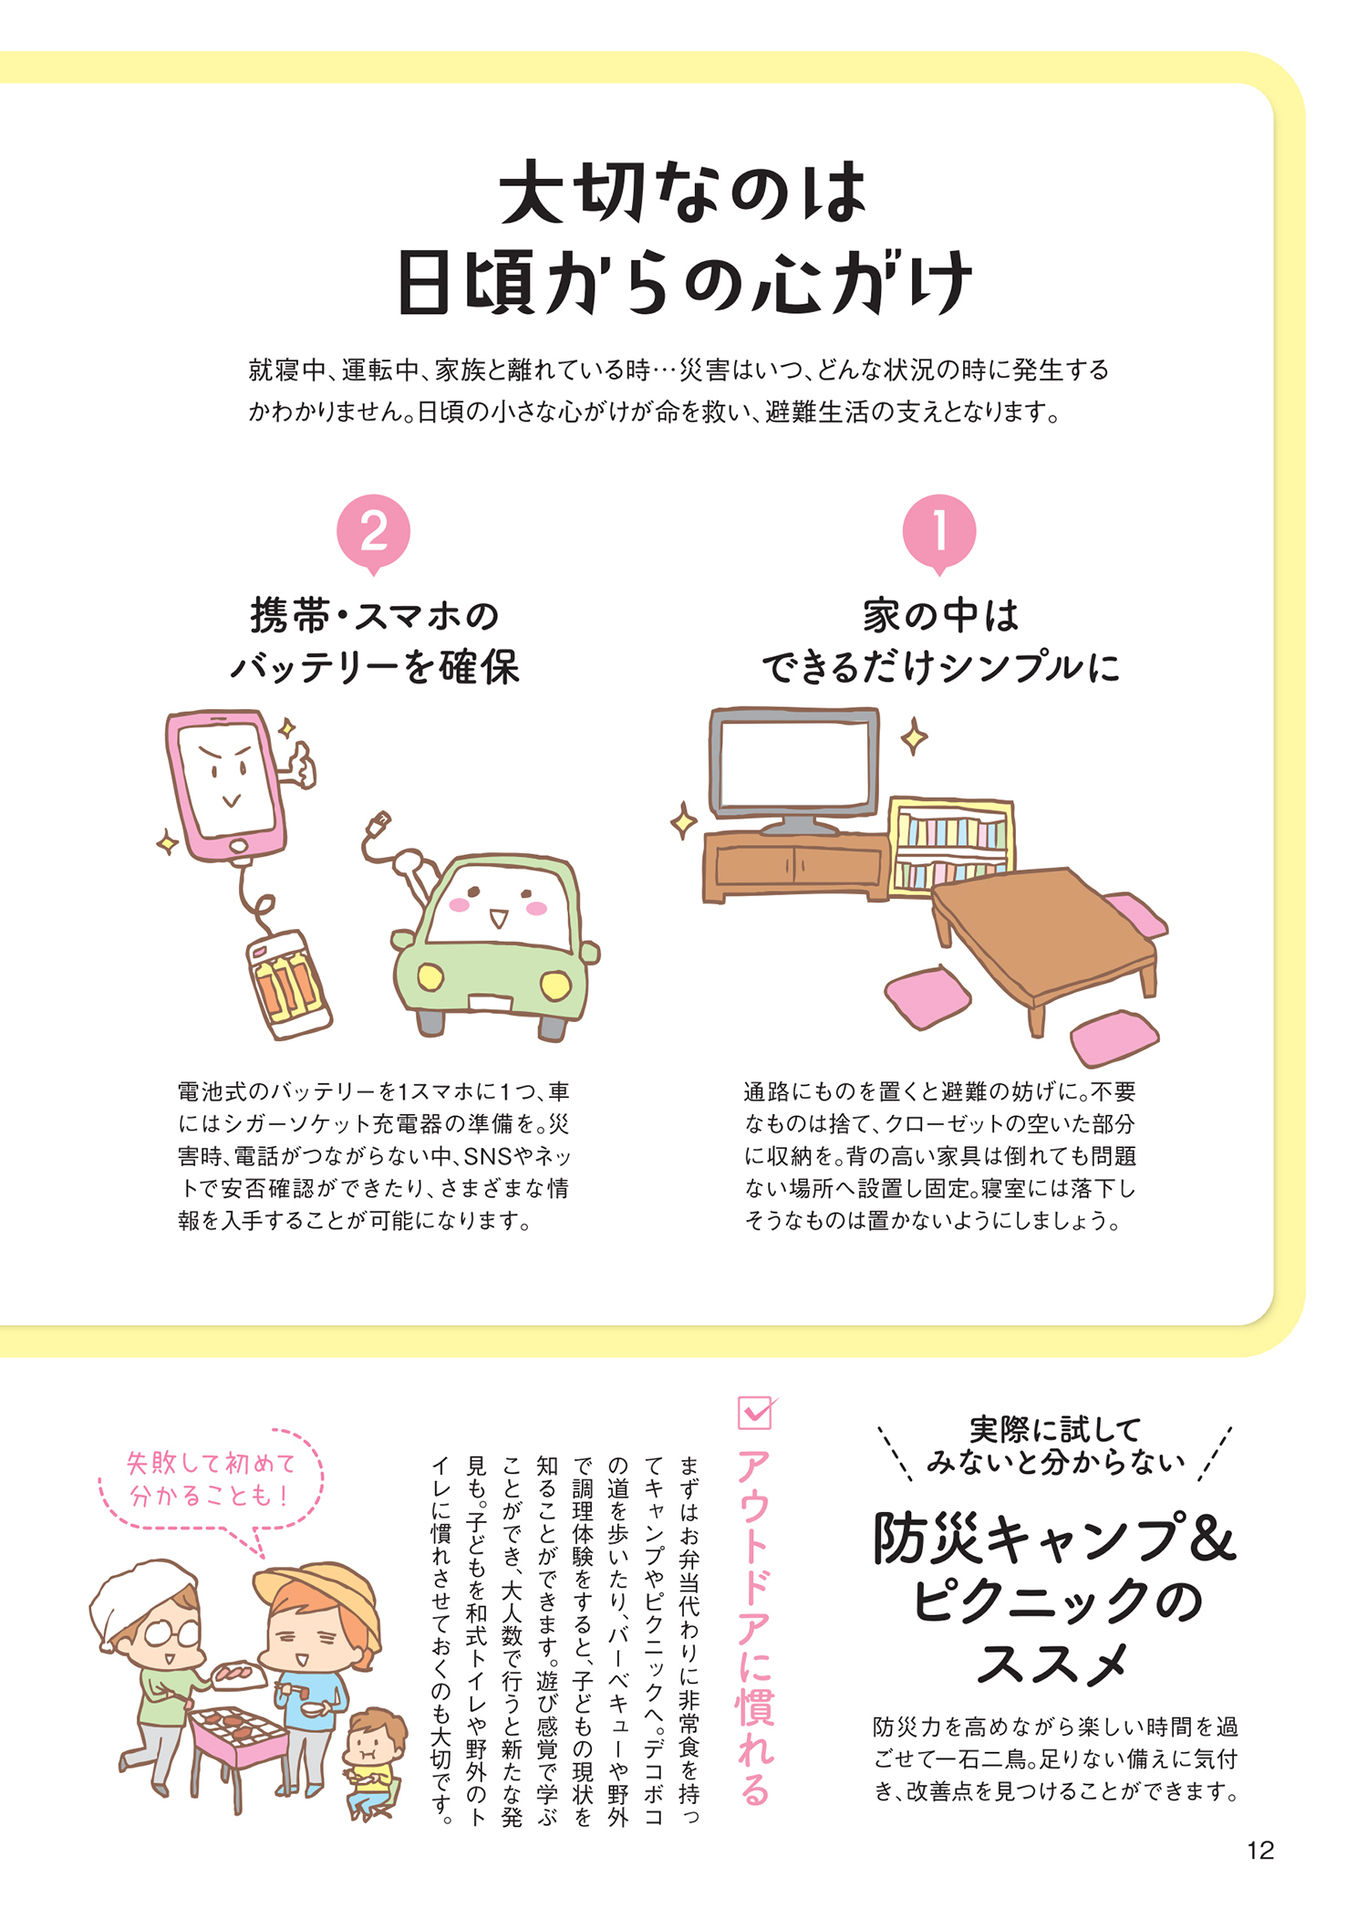 大切なのは
日頃からの心がけ
就寝中、運転中、家族と離れている時…災害はいつ、どんな状況の時に発生する
かわかりません。日頃の小さな心がけが命を救い、避難生活の支えとなります。
1
家の中は
できるだけシンプルに
通路にものを置くと避難の妨げに。不要
なものは捨て、クローゼットの空いた部分
に収納を。背の高い家具は倒れても問題
ない場所へ設置し固定。寝室には落下し
そうなものは置かないようにしましょう。
2
携帯・スマホの
バッテリーを確保
電池式のバッテリーを1スマホに1つ、車
にはシガーソケット充電器の準備を。災
害時、電話がつながらない中、SNSやネッ
トで安否確認ができたり、さまざまな情
報を入手することが可能になります。
実際に試して
みないと分からない
防災キャンプ&
ピクニックの
ススメ
防災力を高めながら楽しい時間を過
ごせて一石二鳥。足りない備えに気付
き、改善点を見つけることができます。
アウトドアに慣れる
まずはお弁当代わりに非常食を持っ
てキャンプやピクニックへ。デコボコ
の道を歩いたり、バーベキューや野外
で調理体験をすると、子どもの現状を
知ることができます。遊び感覚で学ぶ
ことができ、大人数で行うと新たな発
見も。子どもを和式トイレや野外のト
イレに慣れさせておくのも大切です。
失敗して初めて
分かることも!
12